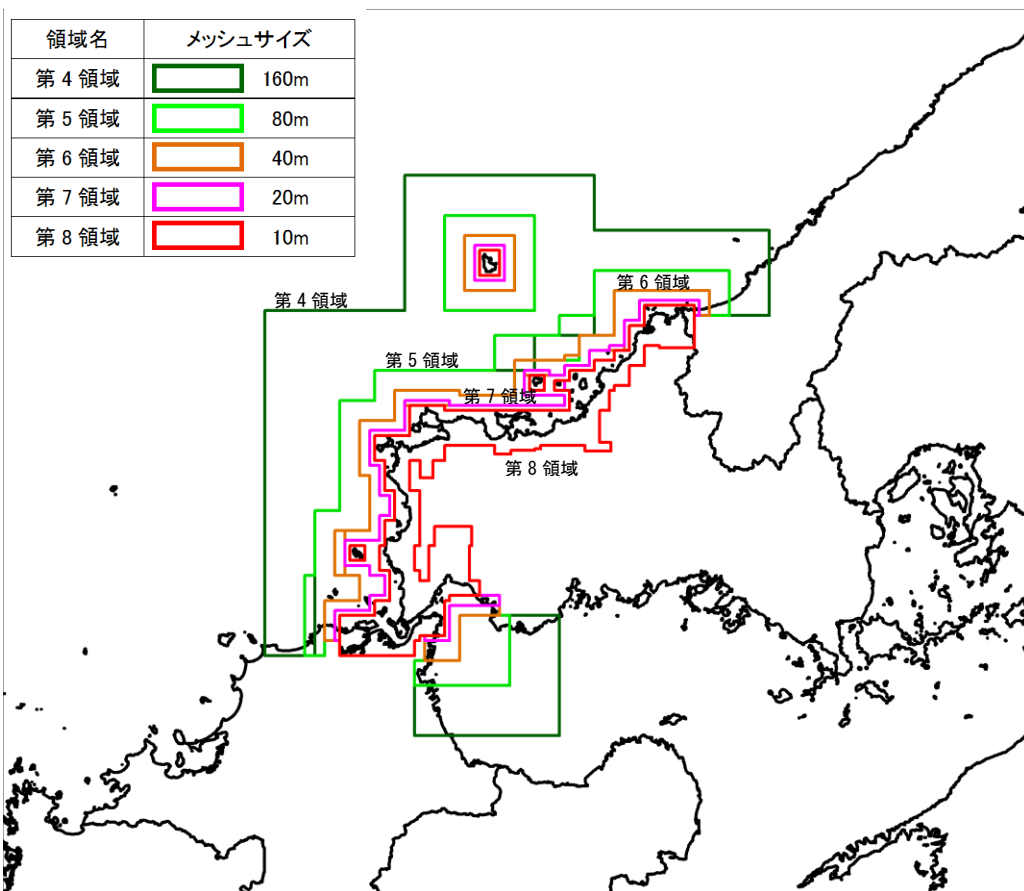 領域名 メッシュサイズ
第4領域 160m
第5領域 80m
第6領域 40m
第7領域 20m
第8領域 10m
第6領域
第4領域
第5領域
第7領域
第8領域